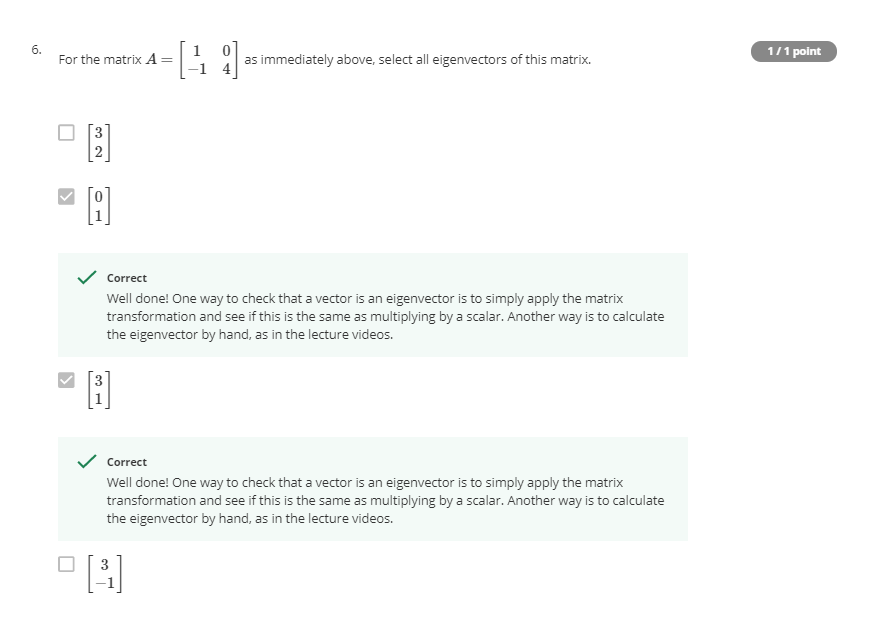 6.
For the matrix A = [1 0; −1 4] as immediately above, select all eigenvectors of this matrix.
1 / 1 point
[3; 2]
[0; 1]
Correct
Well done! One way to check that a vector is an eigenvector is to simply apply the matrix
transformation and see if this is the same as multiplying by a scalar. Another way is to calculate
the eigenvector by hand, as in the lecture videos.
[3; 1]
Correct
Well done! One way to check that a vector is an eigenvector is to simply apply the matrix
transformation and see if this is the same as multiplying by a scalar. Another way is to calculate
the eigenvector by hand, as in the lecture videos.
[3; −1]